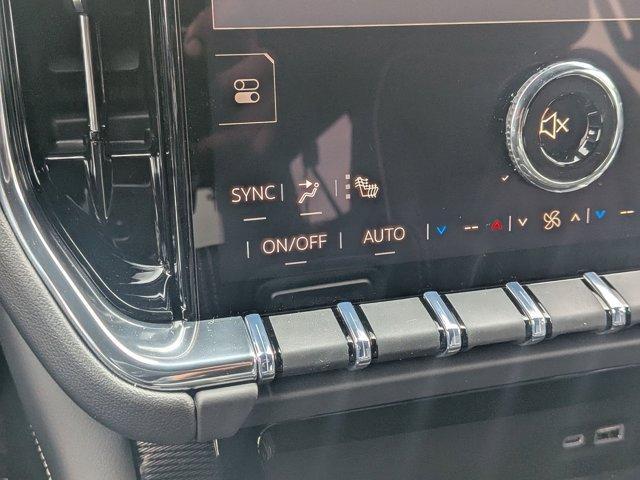 SYNC
ON/OFF AUTO -- --